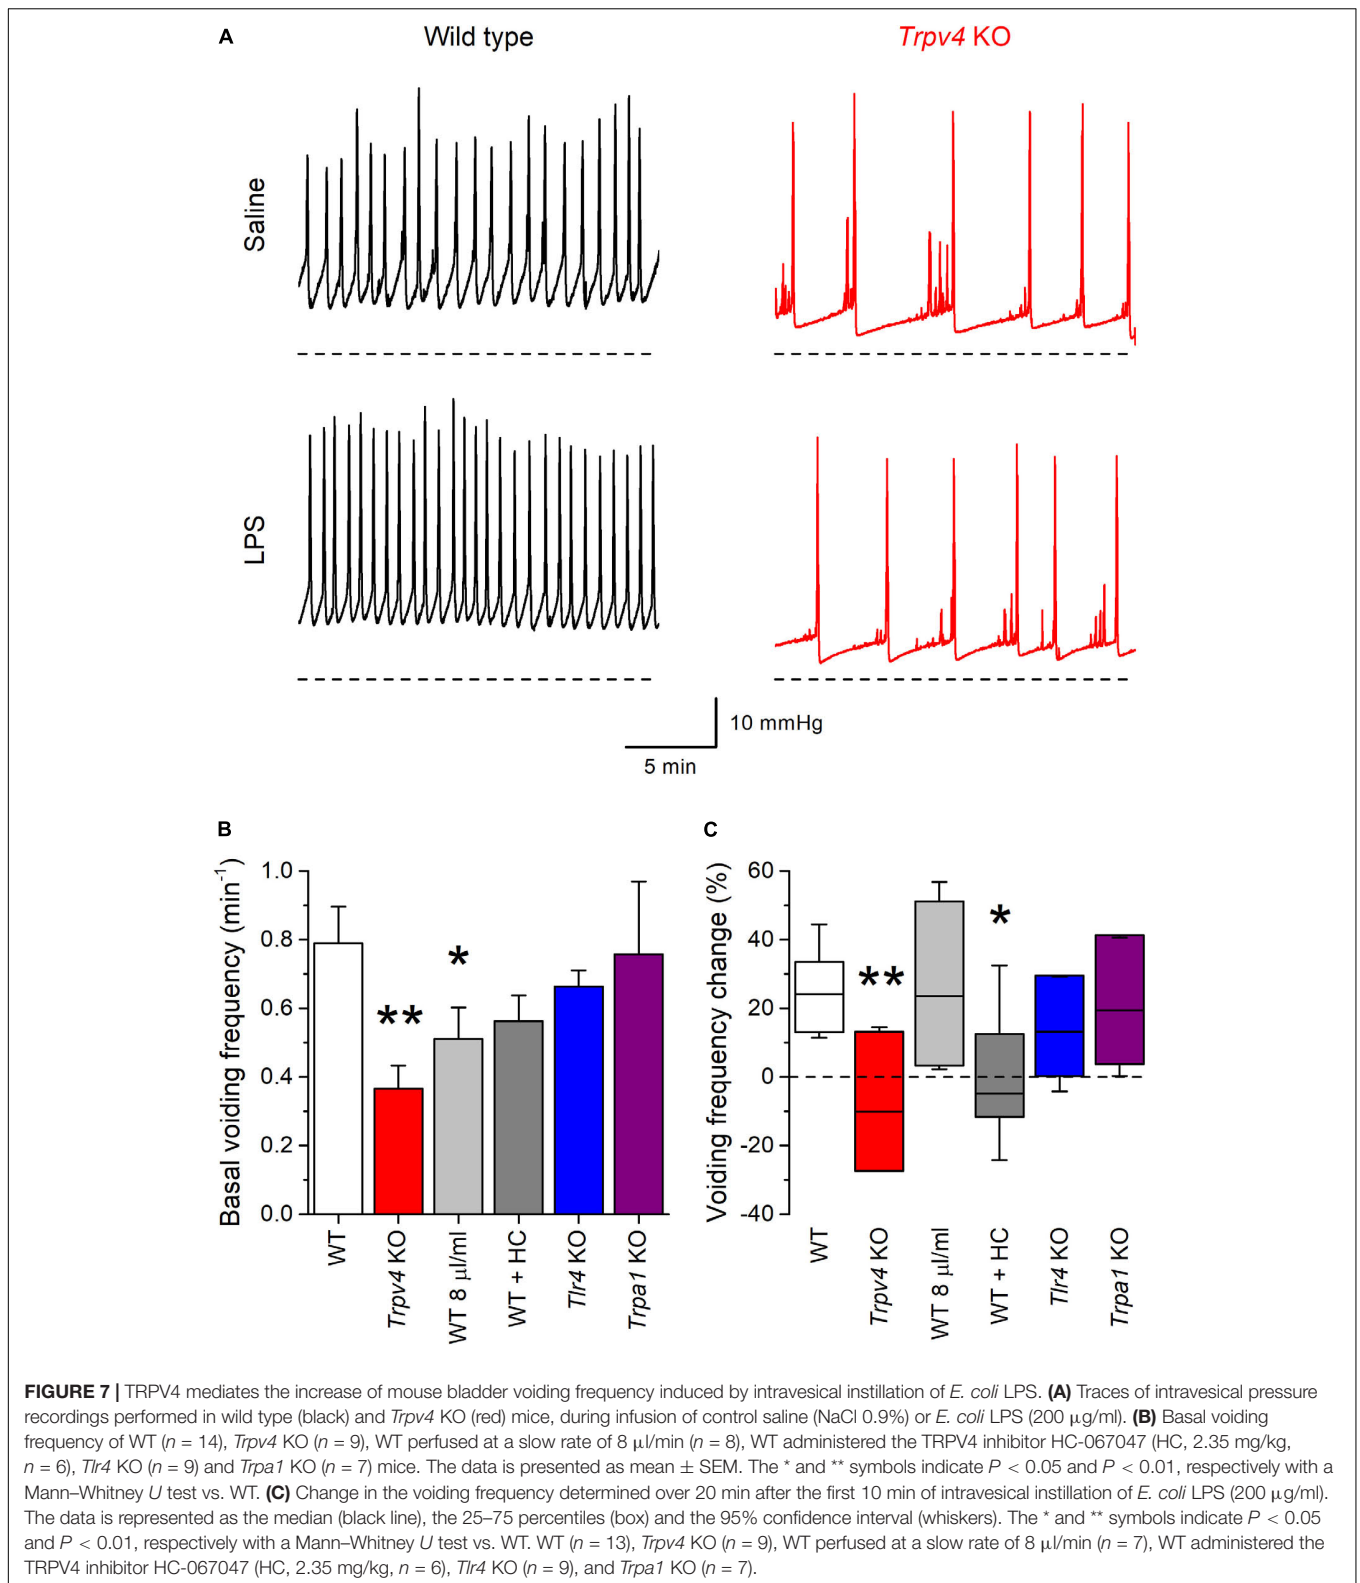 A
Wild type
Trpv4 KO
Saline
LPS
10 mmHg
5 min
B
Basal voiding frequency (min-1)
1.0
0.8
0.6
0.4
0.2
0.0
**
*
WT
Trpv4 KO
WT 8 μl/ml
WT + HC
Tlr4 KO
Trpa1 KO
C
Voiding frequency change (%)
60
40
20
0
-20
-40
**
*
WT
Trpv4 KO
WT 8 μl/ml
WT + HC
Tlr4 KO
Trpa1 KO
FIGURE 7 | TRPV4 mediates the increase of mouse bladder voiding frequency induced by intravesical instillation of E. coli LPS. (A) Traces of intravesical pressure
recordings performed in wild type (black) and Trpv4 KO (red) mice, during infusion of control saline (NaCl 0.9%) or E. coli LPS (200 μg/ml). (B) Basal voiding
frequency of WT (n = 14), Trpv4 KO (n = 9), WT perfused at a slow rate of 8 μl/min (n = 8), WT administered the TRPV4 inhibitor HC-067047 (HC, 2.35 mg/kg,
n = 6), Tlr4 KO (n = 9) and Trpa1 KO (n = 7) mice. The data is presented as mean ± SEM. The * and ** symbols indicate P < 0.05 and P < 0.01, respectively with a
Mann–Whitney U test vs. WT. (C) Change in the voiding frequency determined over 20 min after the first 10 min of intravesical instillation of E. coli LPS (200 μg/ml).
The data is represented as the median (black line), the 25–75 percentiles (box) and the 95% confidence interval (whiskers). The * and ** symbols indicate P < 0.05
and P < 0.01, respectively with a Mann–Whitney U test vs. WT. WT (n = 13), Trpv4 KO (n = 9), WT perfused at a slow rate of 8 μl/min (n = 7), WT administered the
TRPV4 inhibitor HC-067047 (HC, 2.35 mg/kg, n = 6), Tlr4 KO (n = 9), and Trpa1 KO (n = 7).